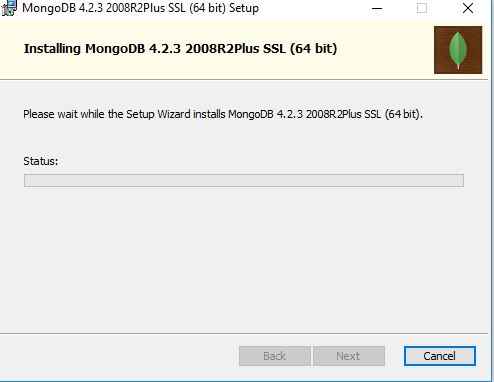 MongoDB 4.2.3 2008R2Plus SSL (64 bit) Setup
Installing MongoDB 4.2.3 2008R2Plus SSL (64 bit)
Please wait while the Setup Wizard installs MongoDB 4.2.3 2008R2Plus SSL (64 bit).
Status:
Back Next Cancel